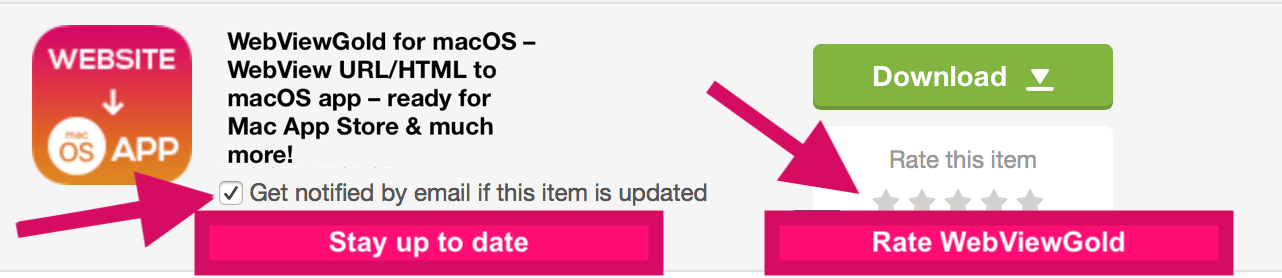 WEBSITE
mac
OS APP
WebViewGold for macOS –
WebView URL/HTML to
macOS app – ready for
Mac App Store & much
more!
Get notified by email if this item is updated
Stay up to date
Download
Rate this item
Rate WebViewGold